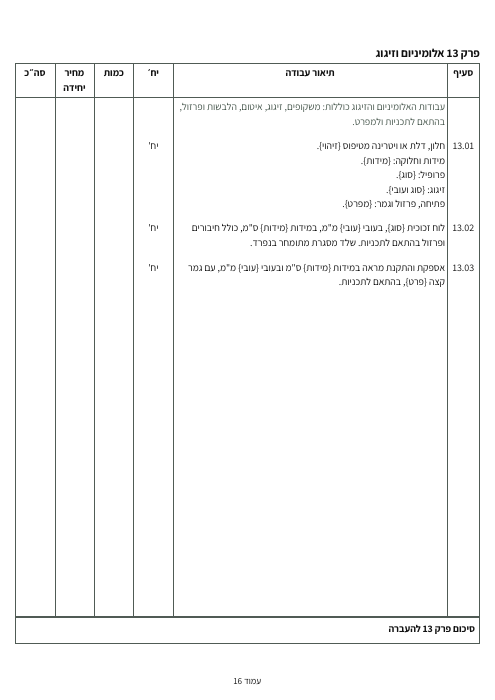 פרק 13 אלומיניום וזיגוג
סעיף תיאור עבודה יח׳ כמות מחיר יחידה סה״כ
עבודות האלומיניום והזיגוג כוללות: משקופים, זיגוג, איטום, הלבשות ופרזול,
בהתאם לתכניות ולמפרט.
13.01 חלון, דלת או ויטרינה מטיפוס {זיהוי}. יח'
מידות וחלוקה: {מידות}.
פרופיל: {סוג}.
זיגוג: {סוג ועובי}.
פתיחה, פרזול וגמר: {מפרט}.
13.02 לוח זכוכית {סוג}, בעובי {עובי} מ"מ, במידות {מידות} ס"מ, כולל חיבורים יח'
ופרזול בהתאם לתכניות. שלד מסגרת מתומחר בנפרד.
13.03 אספקת והתקנת מראה במידות {מידות} ס"מ ובעובי {עובי} מ"מ, עם גמר יח'
קצה {פרט}, בהתאם לתכניות.
סיכום פרק 13 להעברה
עמוד 16